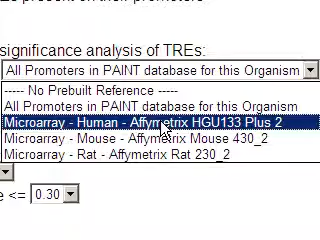 significance analysis of TREs:
All Promoters in PAINT database for this Organism
----- No Prebuilt Reference -----
All Promoters in PAINT database for this Organism
Microarray - Human - Affymetrix HGU133 Plus 2
Microarray - Mouse - Affymetrix Mouse 430_2
Microarray - Rat - Affymetrix Rat 230_2
<= 0.30